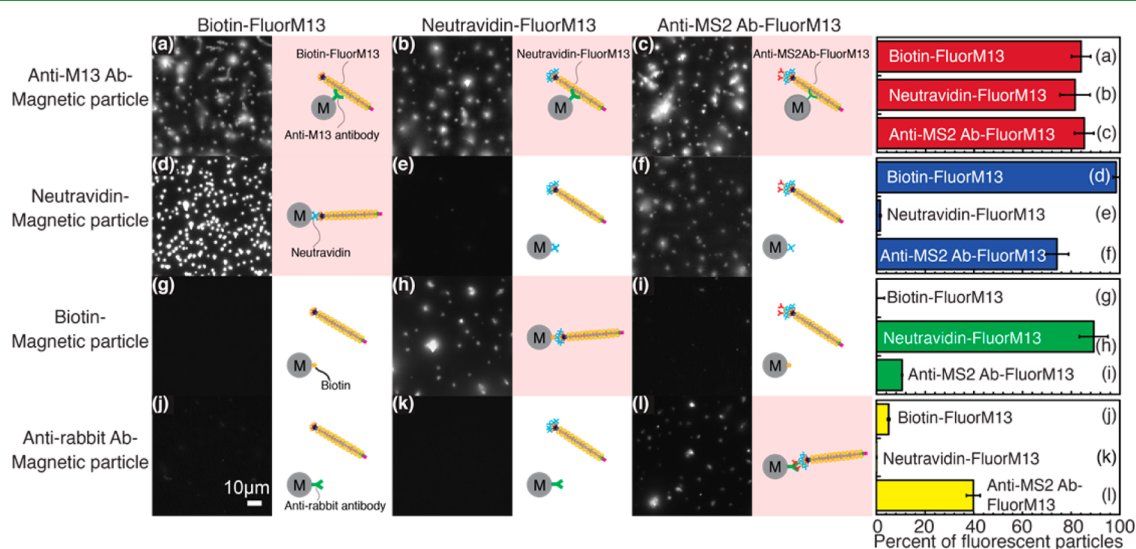 Biotin-FluorM13 Neutravidin-FluorM13 Anti-MS2 Ab-FluorM13
Anti-M13 Ab-
Magnetic particle
(a)
Biotin-FluorM13
M
Anti-M13 antibody
(b)
Neutravidin-FluorM13
M
(c)
Anti-MS2Ab-FluorM13
M
Biotin-FluorM13 (a)
Neutravidin-FluorM13 (b)
Anti-MS2 Ab-FluorM13 (c)
Neutravidin-
Magnetic particle
(d)
M
Neutravidin
(e)
M
(f)
M
Biotin-FluorM13 (d)
Neutravidin-FluorM13 (e)
Anti-MS2 Ab-FluorM13 (f)
Biotin-
Magnetic particle
(g)
M
Biotin
(h)
M
(i)
M
Biotin-FluorM13 (g)
Neutravidin-FluorM13 (h)
Anti-MS2 Ab-FluorM13 (i)
Anti-rabbit Ab-
Magnetic particle
(j)
10μm
M
Anti-rabbit antibody
(k)
M
(l)
M
Biotin-FluorM13 (j)
Neutravidin-FluorM13 (k)
Anti-MS2 Ab-
FluorM13 (l)
0 20 40 60 80 100
Percent of fluorescent particles